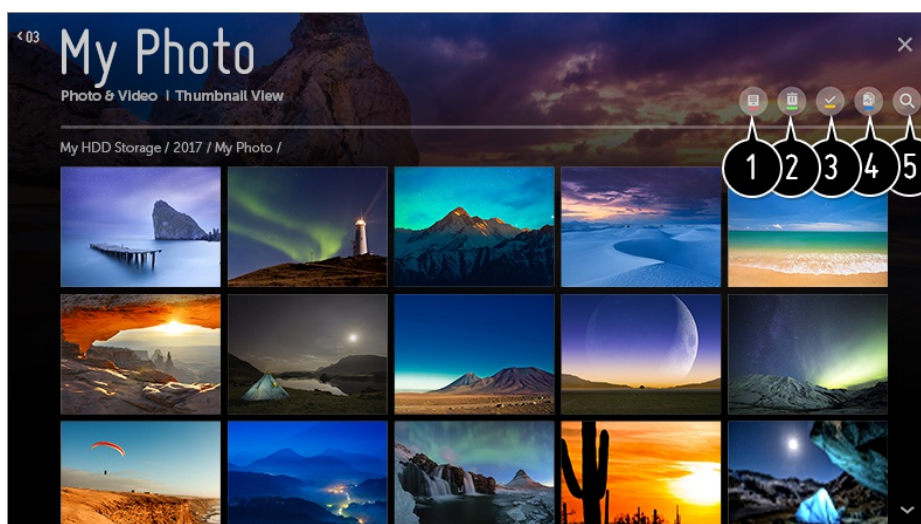 03
My Photo
Photo & Video | Thumbnail View
My HDD Storage / 2017 / My Photo /
1 2 3 4 5